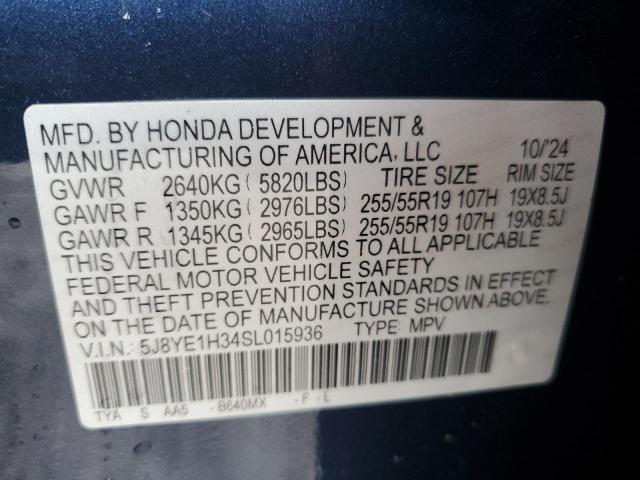 MFD. BY HONDA DEVELOPMENT &
MANUFACTURING OF AMERICA, LLC 10/'24
GVWR 2640KG ( 5820LBS ) TIRE SIZE RIM SIZE
GAWR F 1350KG ( 2976LBS ) 255/55R19 107H 19X8.5J
GAWR R 1345KG ( 2965LBS ) 255/55R19 107H 19X8.5J
THIS VEHICLE CONFORMS TO ALL APPLICABLE
FEDERAL MOTOR VEHICLE SAFETY
AND THEFT PREVENTION STANDARDS IN EFFECT
ON THE DATE OF MANUFACTURE SHOWN ABOVE.
V.I.N.: 5J8YE1H34SL015936 TYPE: MPV
TYA S AA5 - B640MX - F - L